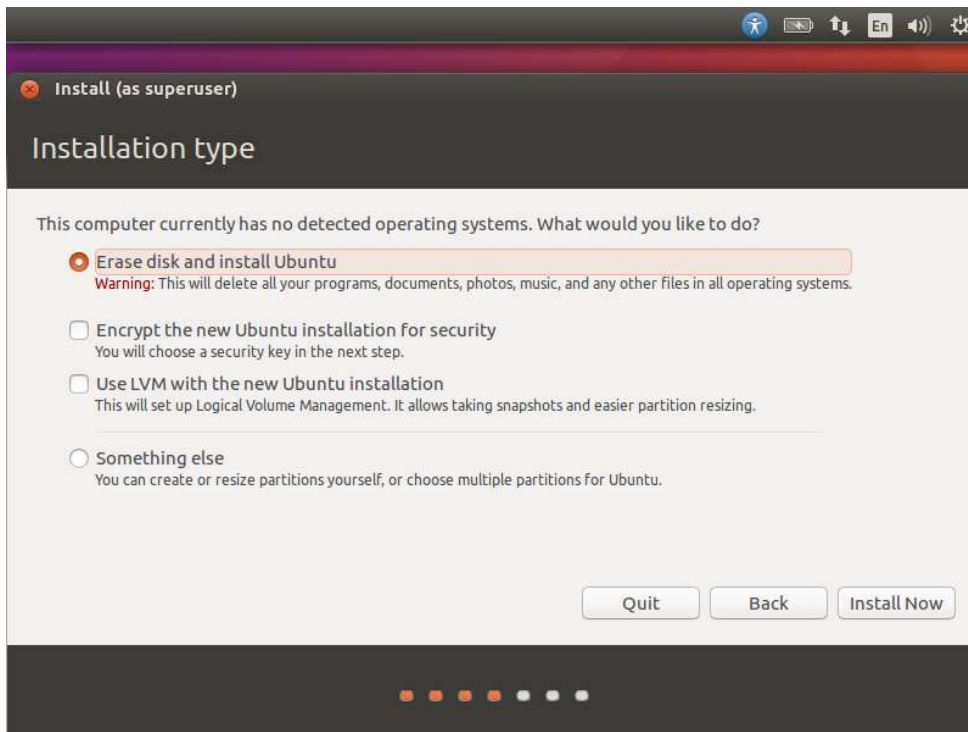 En
Install (as superuser)
Installation type
This computer currently has no detected operating systems. What would you like to do?
Erase disk and install Ubuntu
Warning: This will delete all your programs, documents, photos, music, and any other files in all operating systems.
Encrypt the new Ubuntu installation for security
You will choose a security key in the next step.
Use LVM with the new Ubuntu installation
This will set up Logical Volume Management. It allows taking snapshots and easier partition resizing.
Something else
You can create or resize partitions yourself, or choose multiple partitions for Ubuntu.
Quit Back Install Now